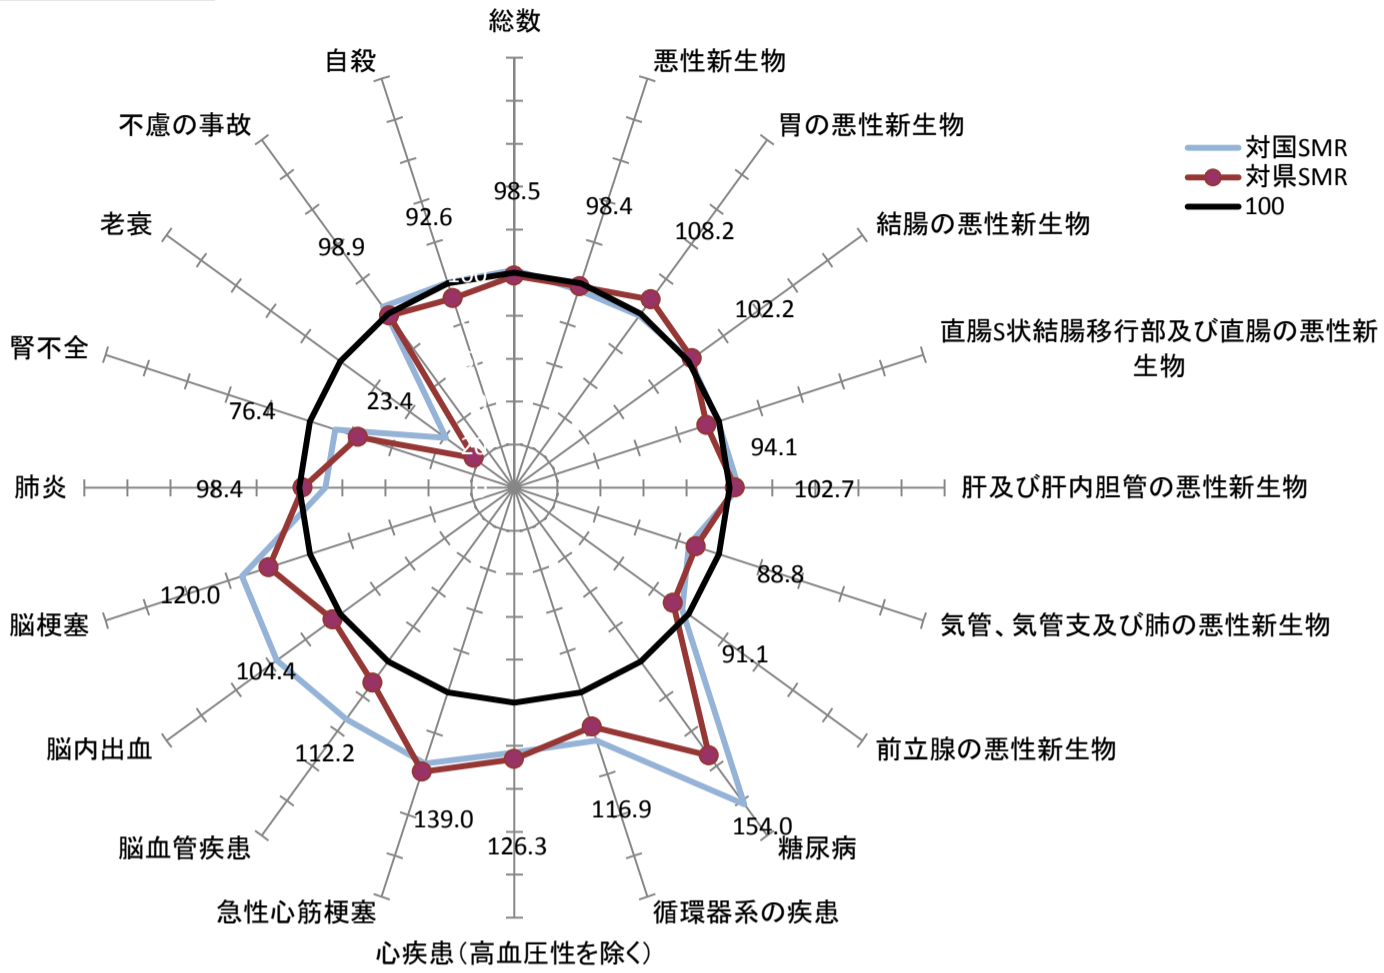 総数
自殺
悪性新生物
不慮の事故
胃の悪性新生物
対国SMR
対県SMR
100
98.5
98.4
92.6
108.2
98.9
老衰
結腸の悪性新生物
100
102.2
腎不全
直腸S状結腸移行部及び直腸の悪性新
生物
76.4
23.4
94.1
20
肺炎
98.4
102.7
肝及び肝内胆管の悪性新生物
88.8
120.0
脳梗塞
気管、気管支及び肺の悪性新生物
91.1
104.4
脳内出血
112.2
前立腺の悪性新生物
116.9
139.0
154.0
126.3
脳血管疾患
糖尿病
急性心筋梗塞
循環器系の疾患
心疾患（高血圧性を除く）